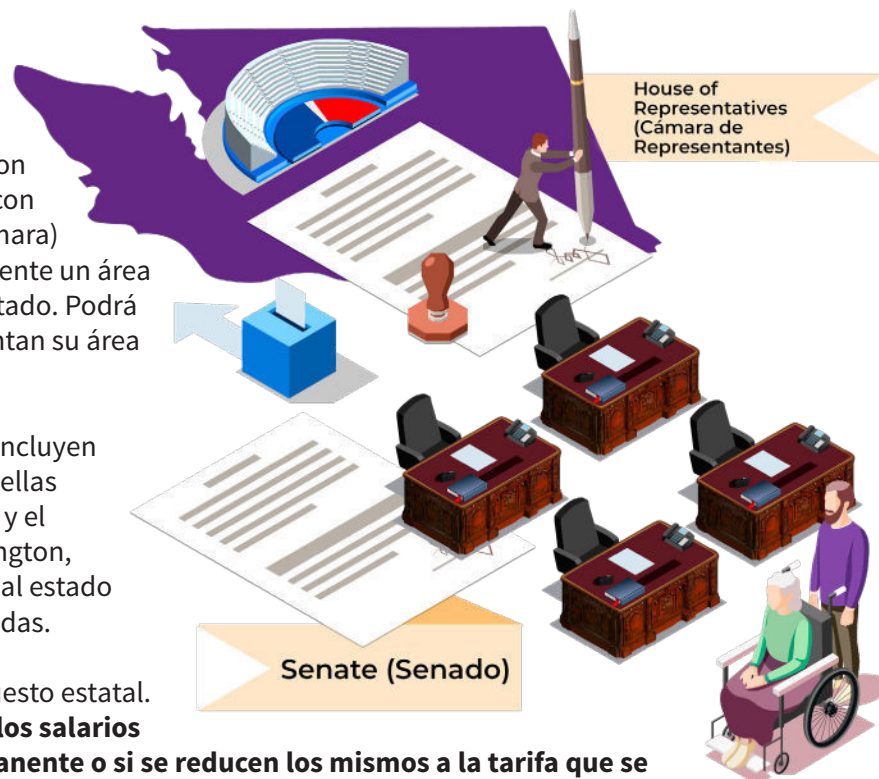 House of
Representatives
(Cámara de
Representantes)
on
con
nara)
ente un área
tado. Podrá
ntan su área
ncluyen
ellas
y el
ngton,
al estado
das.
Senate (Senado)
uesto estatal.
los salarios
anente o si se reducen los mismos a la tarifa que se